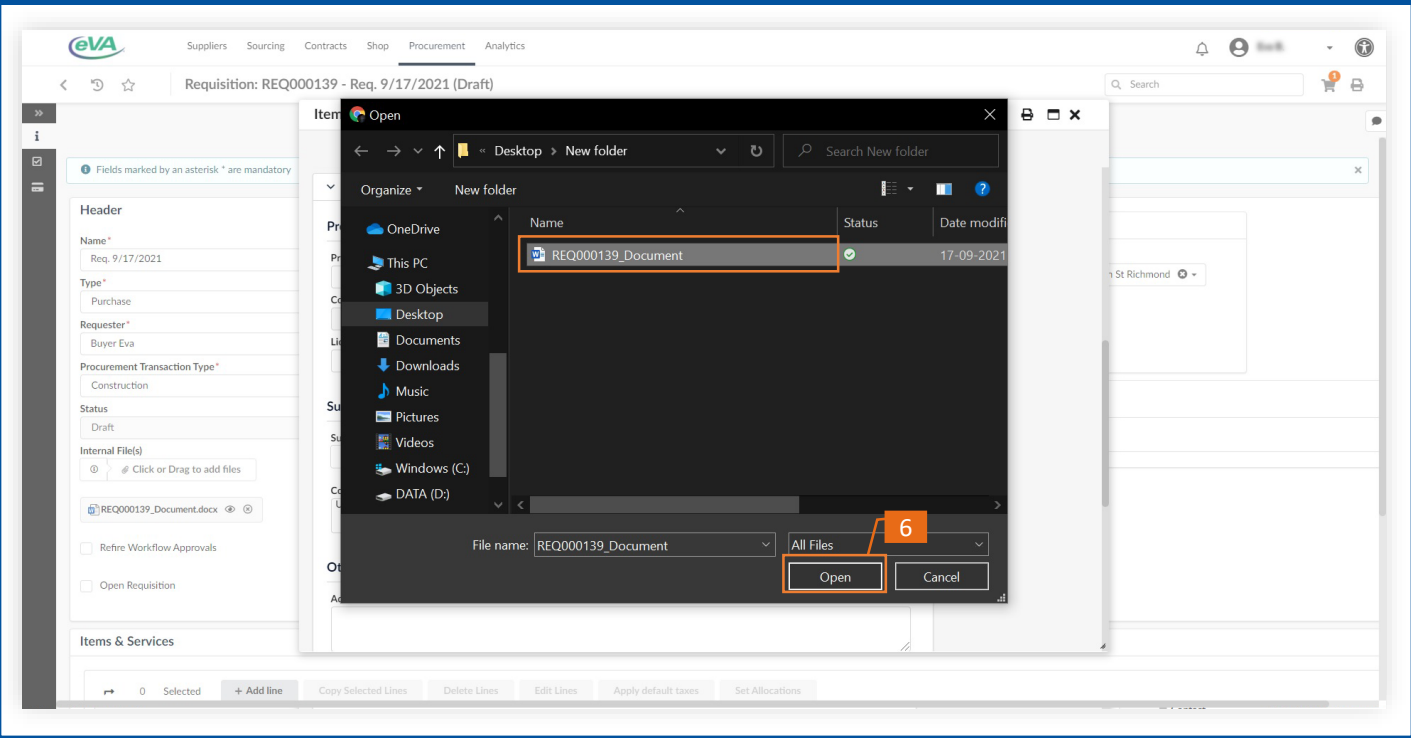 eVA
Suppliers Sourcing Contracts Shop Procurement Analytics
Requisition: REQ000139 - Req. 9/17/2021 (Draft)
Search
1
Item
Open
Desktop > New folder
Search New folder
Organize
New folder
Fields marked by an asterisk * are mandatory
Header
Name*
Req. 9/17/2021
Type*
Purchase
Requester*
Buyer Eva
Procurement Transaction Type*
Construction
Status
Draft
Internal File(s)
Click or Drag to add files
REQ000139_Document.docx
Refire Workflow Approvals
Open Requisition
OneDrive
This PC
3D Objects
Desktop
Documents
Downloads
Music
Pictures
Videos
Windows (C:)
DATA (D:)
Name Status Date modifi
REQ000139_Document 17-09-2021
St Richmond
6
File name: REQ000139_Document All Files
Open Cancel
Items & Services
0 Selected + Add line Copy Selected Lines Delete Lines Edit Lines Apply default taxes Set Allocations